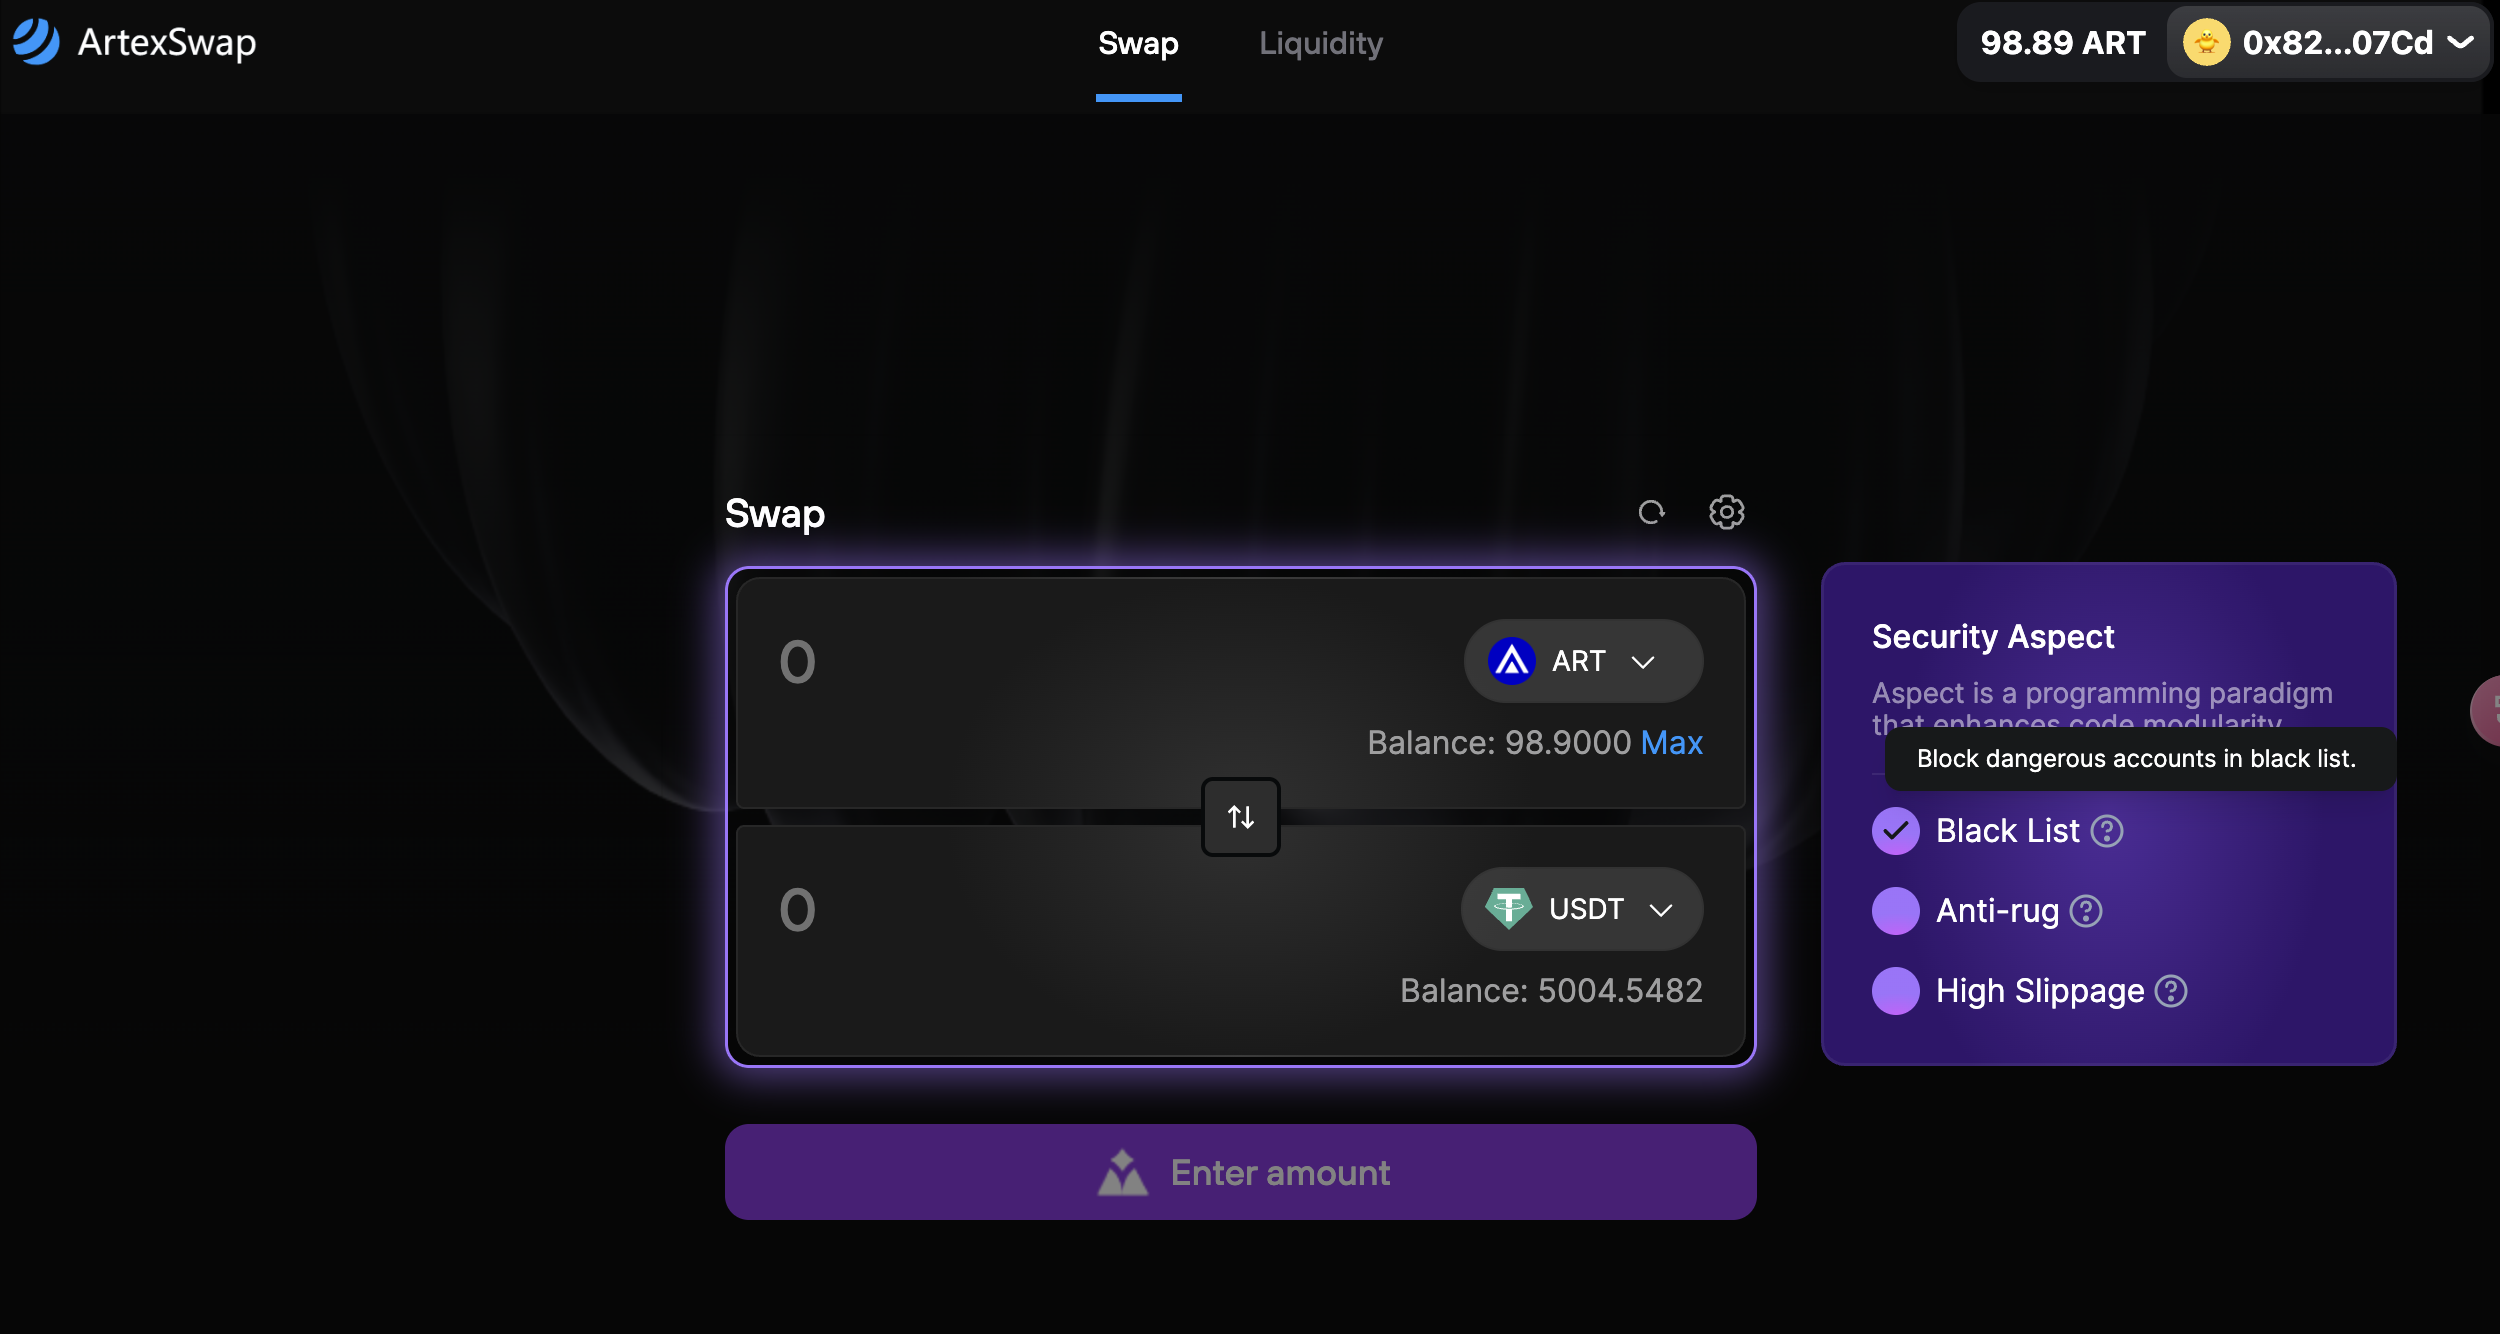 ArtexSwap
Swap
Liquidity
98.89 ART
0x82...07Cd
Swap
0
ART
Balance: 98.9000 Max
0
USDT
Balance: 5004.5482
Enter amount
Security Aspect
Aspect is a programming paradigm
that enhances code modularity
Block dangerous accounts in black list.
Black List
Anti-rug
High Slippage